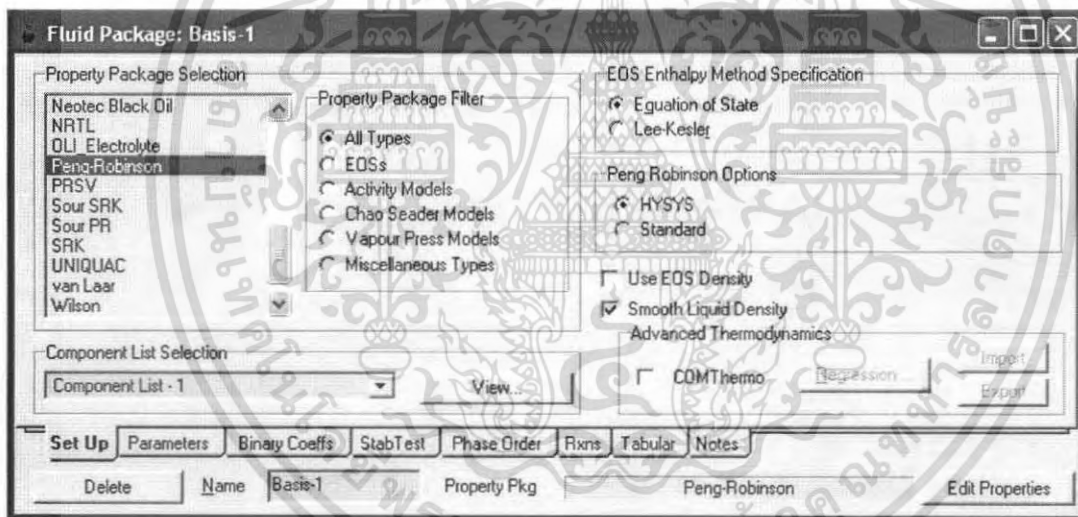 Fluid Package: Basis-1
Property Package Selection
Neotec Black Oil
NRTL
OLI_Electrolyte
Peng-Robinson
PRSV
Sour SRK
Sour PR
SRK
UNIQUAC
van Laar
Wilson
Property Package Filter
All Types
EOSs
Activity Models
Chao Seader Models
Vapour Press Models
Miscellaneous Types
EOS Enthalpy Method Specification
Equation of State
Lee-Kesler
Peng Robinson Options
HYSYS
Standard
Use EOS Density
Smooth Liquid Density
Component List Selection
Component List - 1
View...
Advanced Thermodynamics
COMThermo
Regression...
Import
Export
Set Up Parameters Binary Coeffs StabTest Phase Order Rxns Tabular Notes
Delete Name Basis-1 Property Pkg Peng-Robinson Edit Properties